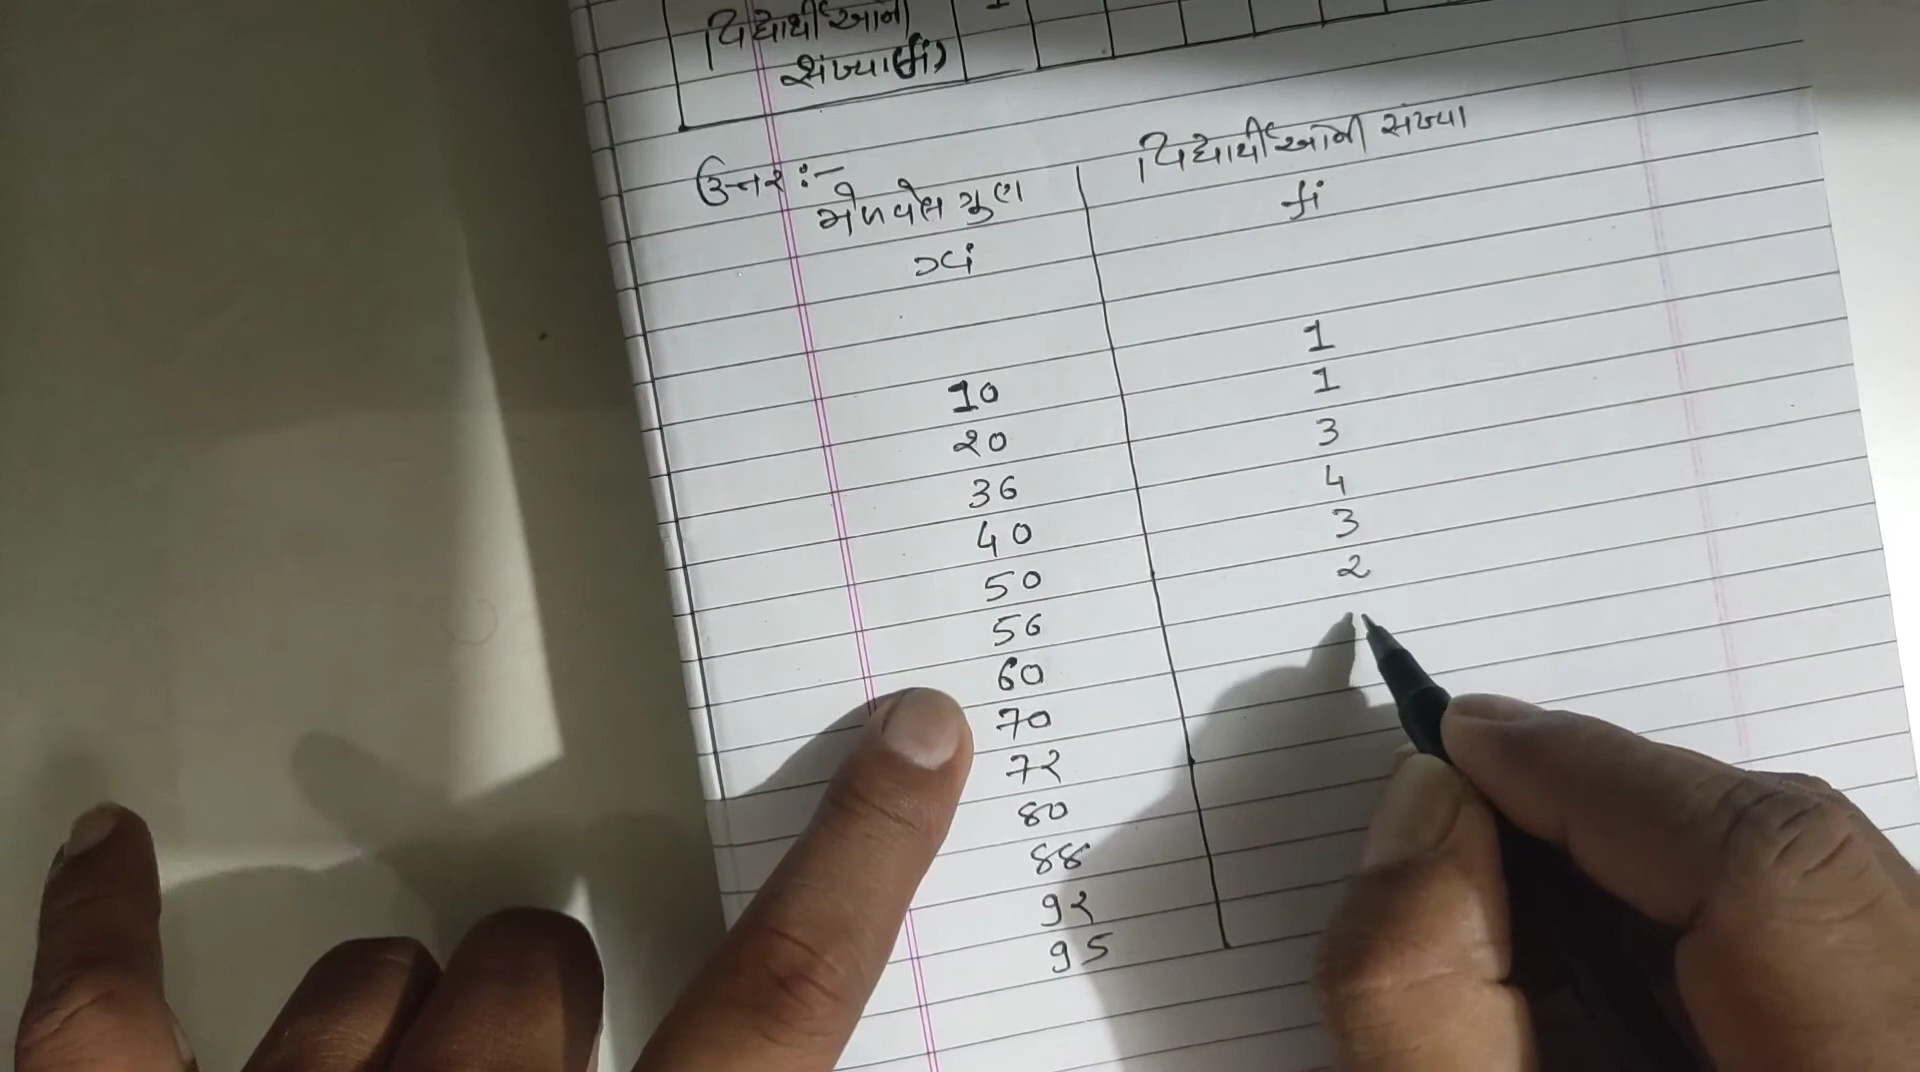 વિદ્યાર્થીઓની 1
સંખ્યા(fi)
ઉત્તર :-
મેળવેલ ગુણ વિદ્યાર્થીઓની સંખ્યા
xi fi
10 1
20 1
36 3
40 4
50 3
56 2
60
70
72
80
88
92
95